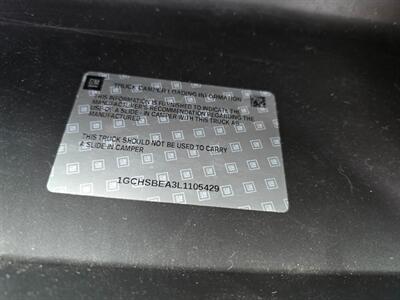 GM
TRUCK CAMPER LOADING INFORMATION
THIS INFORMATION IS FURNISHED TO INDICATE THE
MANUFACTURER'S RECOMMENDATION REGARDING THE
USE OF A SLIDE - IN CAMPER WITH THIS TRUCK AS
MANUFACTURED.
THIS TRUCK SHOULD NOT BE USED TO CARRY
A SLIDE IN CAMPER
1GCHSBEA3L1105429